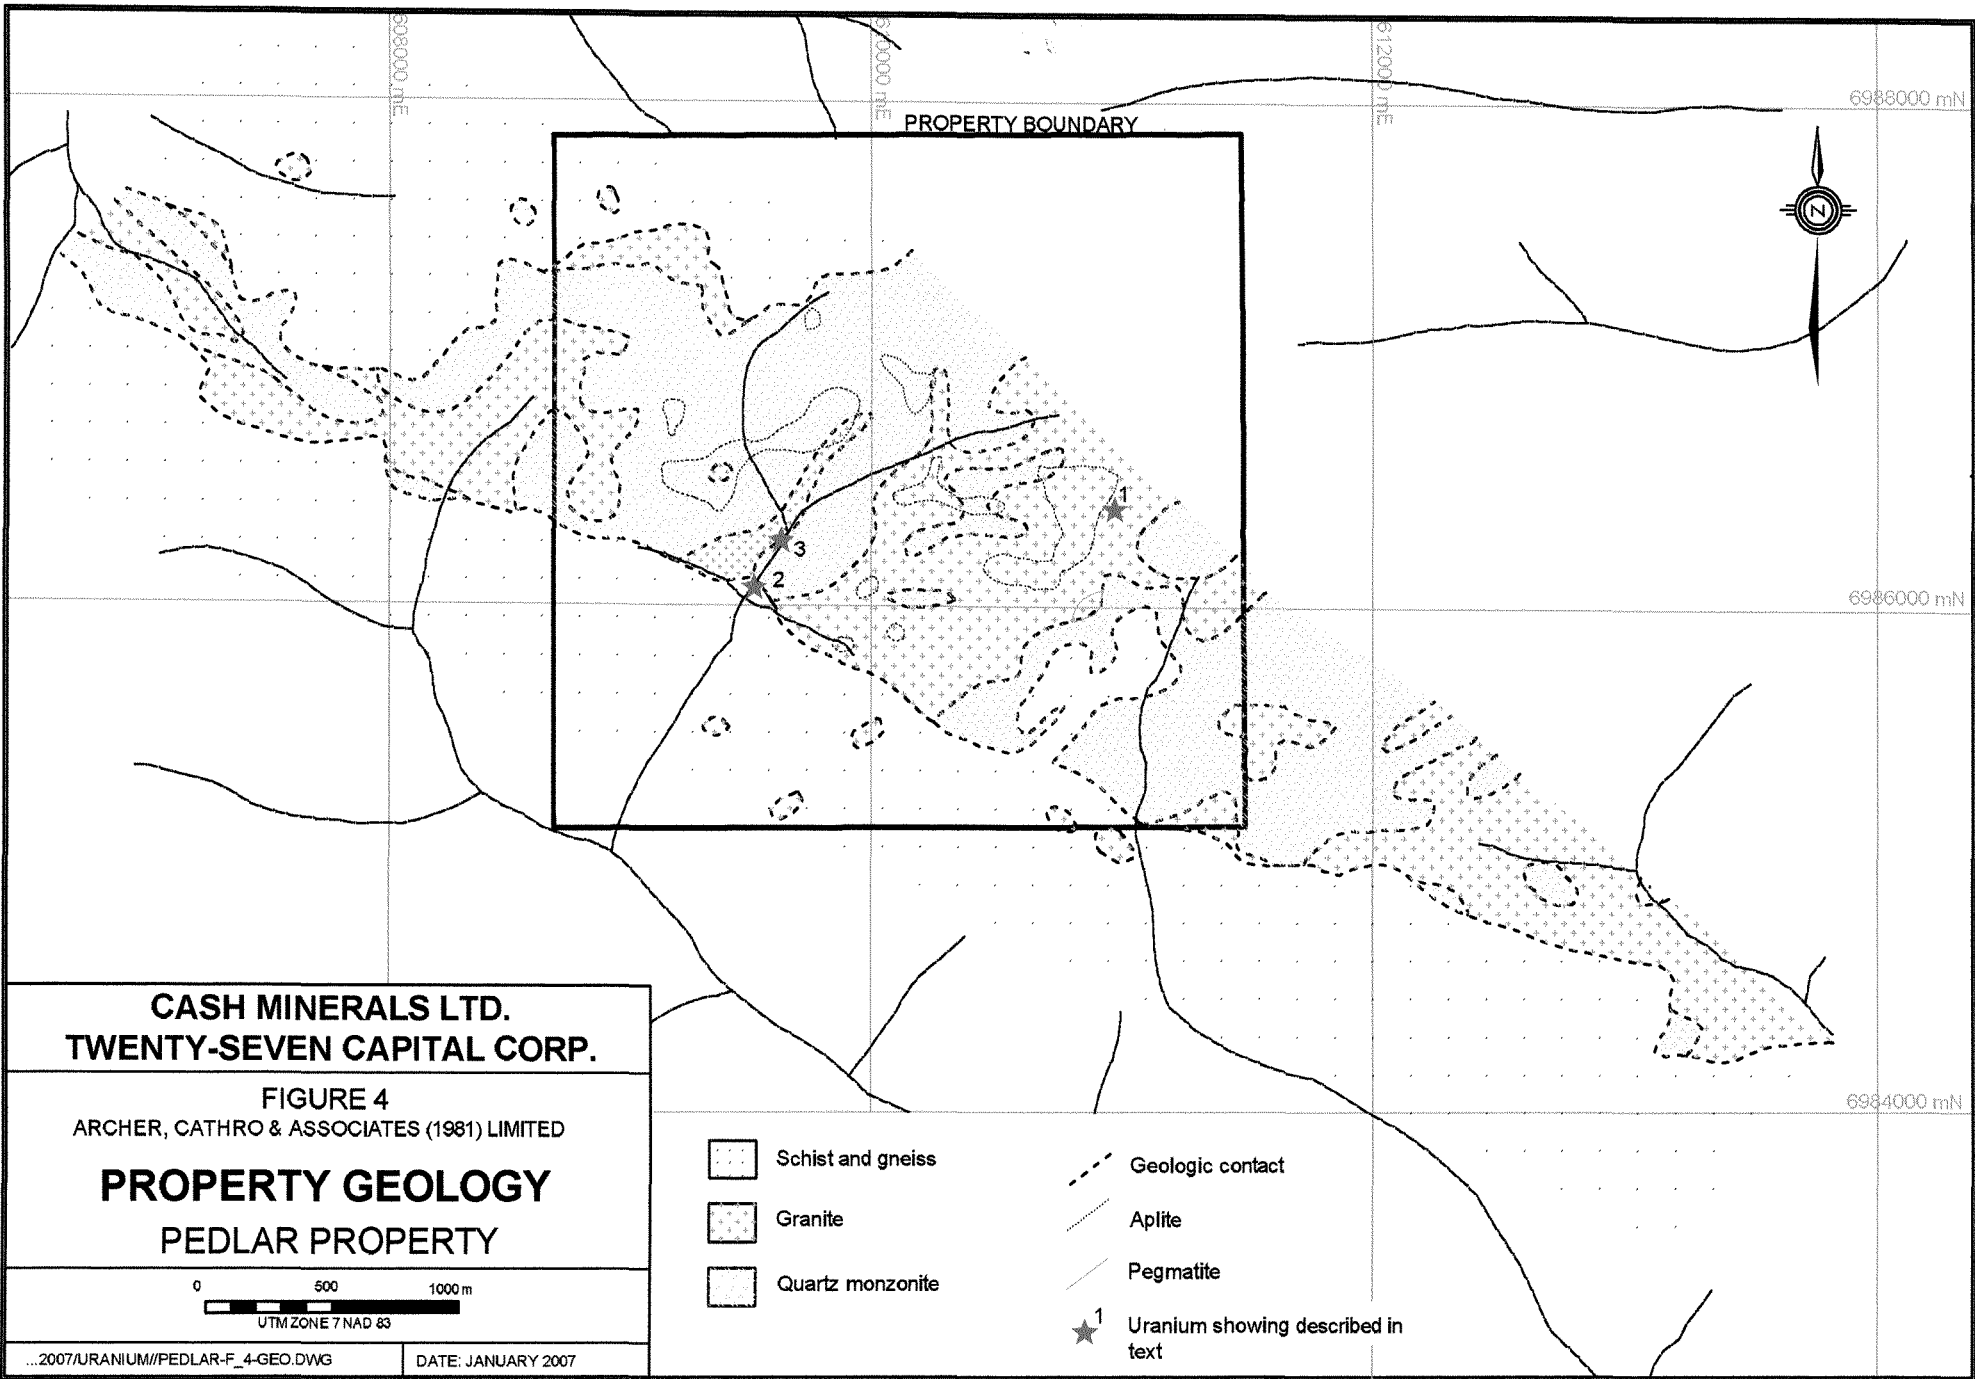 608000 mE
610000 mE
612000 mE
6988000 mN
PROPERTY BOUNDARY
N
1
3
2
6986000 mN
6984000 mN
CASH MINERALS LTD.
TWENTY-SEVEN CAPITAL CORP.
FIGURE 4
ARCHER, CATHRO & ASSOCIATES (1981) LIMITED
PROPERTY GEOLOGY
PEDLAR PROPERTY
0 500 1000 m
UTM ZONE 7 NAD 83
...2007/URANIUM//PEDLAR-F_4-GEO.DWG
DATE: JANUARY 2007
Schist and gneiss
Granite
Quartz monzonite
Geologic contact
Aplite
Pegmatite
1
Uranium showing described in
text